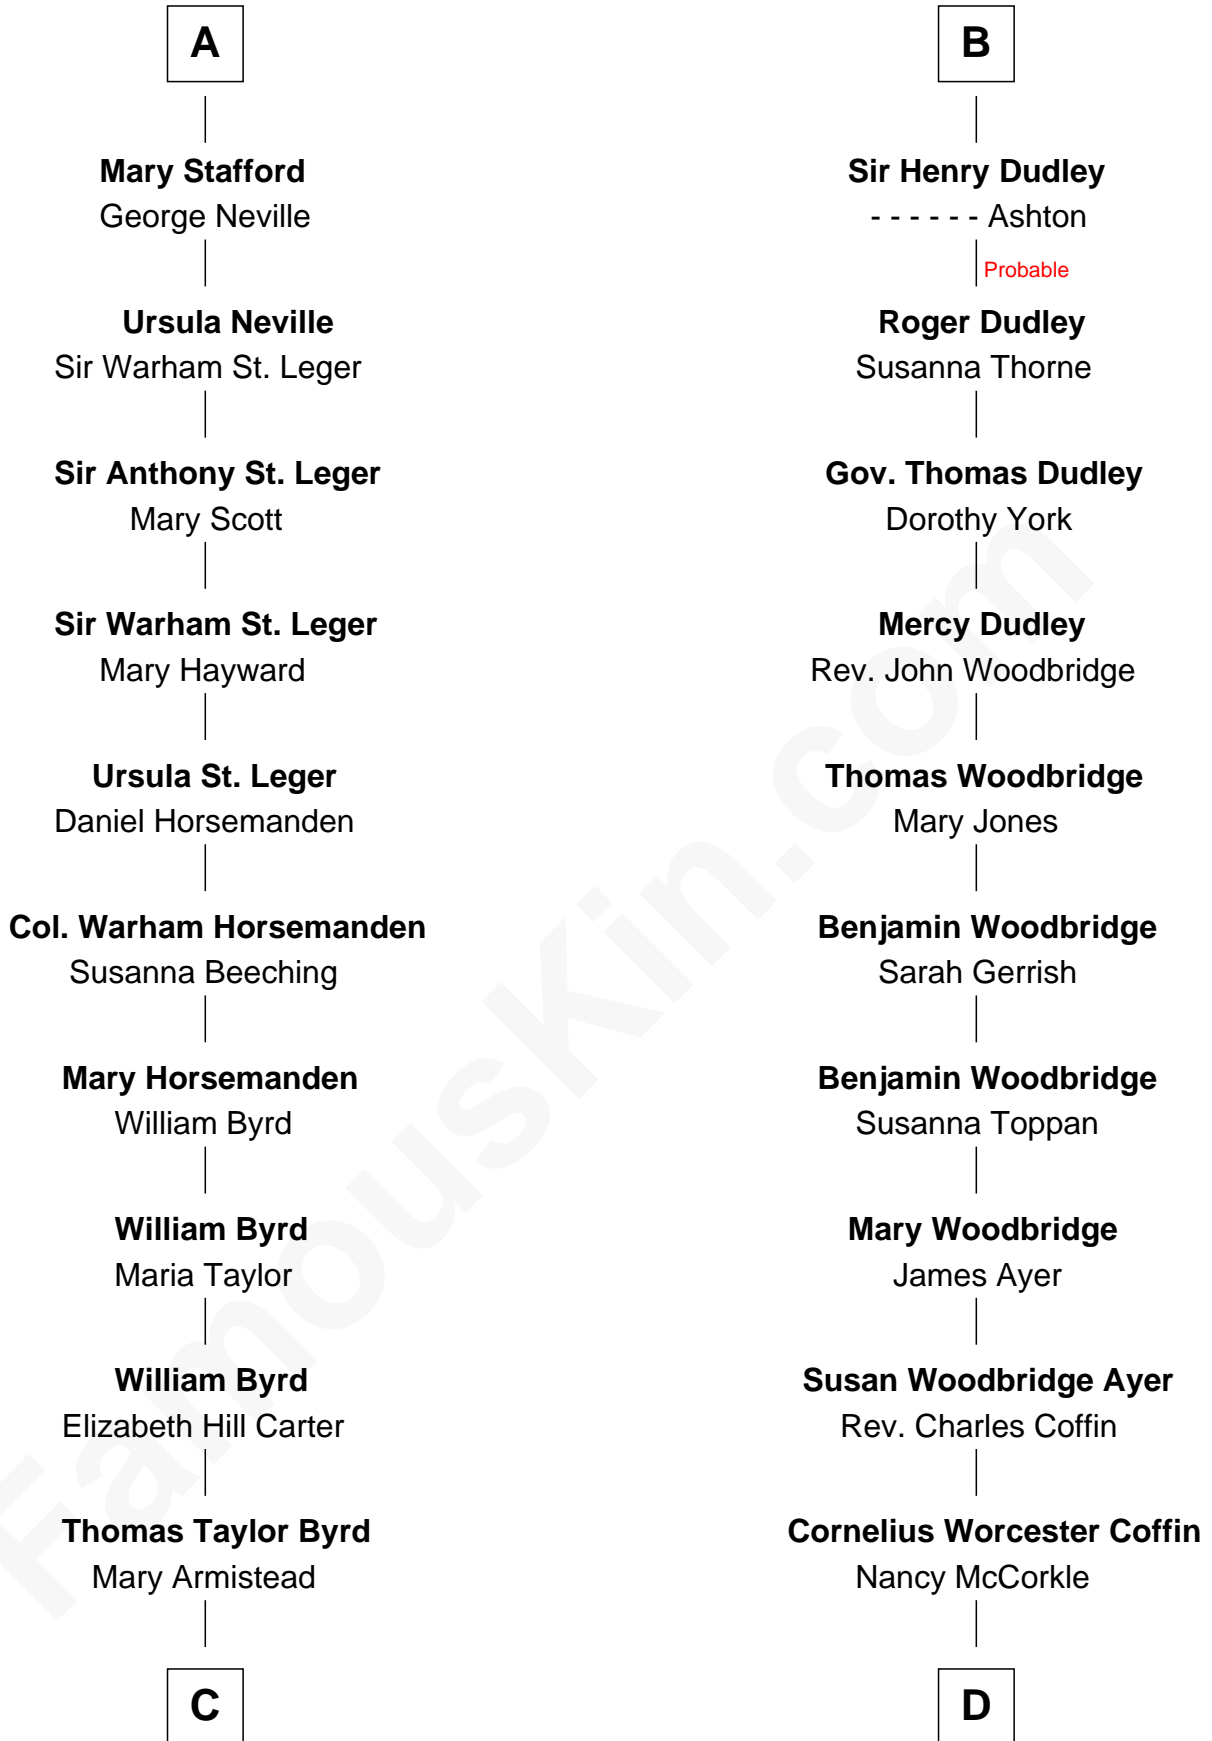 A
Mary Stafford
George Neville
Ursula Neville
Sir Warham St. Leger
Sir Anthony St. Leger
Mary Scott
Sir Warham St. Leger
Mary Hayward
Ursula St. Leger
Daniel Horsemanden
Col. Warham Horsemanden
Susanna Beeching
Mary Horsemanden
William Byrd
William Byrd
Maria Taylor
William Byrd
Elizabeth Hill Carter
Thomas Taylor Byrd
Mary Armistead
C
B
Sir Henry Dudley
- - - - - - Ashton
Probable
Roger Dudley
Susanna Thorne
Gov. Thomas Dudley
Dorothy York
Mercy Dudley
Rev. John Woodbridge
Thomas Woodbridge
Mary Jones
Benjamin Woodbridge
Sarah Gerrish
Benjamin Woodbridge
Susanna Toppan
Mary Woodbridge
James Ayer
Susan Woodbridge Ayer
Rev. Charles Coffin
Cornelius Worcester Coffin
Nancy McCorkle
D
FamousKin.com